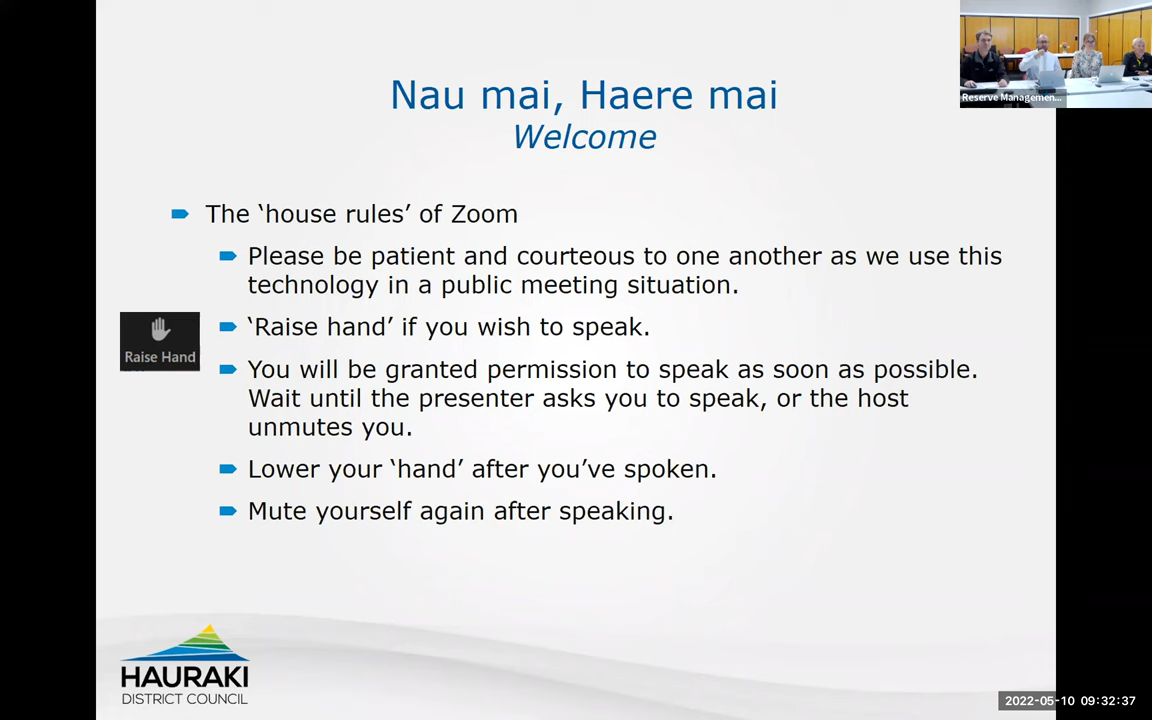 Nau mai, Haere mai
Welcome
The ‘house rules’ of Zoom
Please be patient and courteous to one another as we use this
technology in a public meeting situation.
Raise Hand
‘Raise hand’ if you wish to speak.
You will be granted permission to speak as soon as possible.
Wait until the presenter asks you to speak, or the host
unmutes you.
Lower your ‘hand’ after you’ve spoken.
Mute yourself again after speaking.
HAURAKI
DISTRICT COUNCIL
Reserve Managemen...
2022-05-10 09:32:37